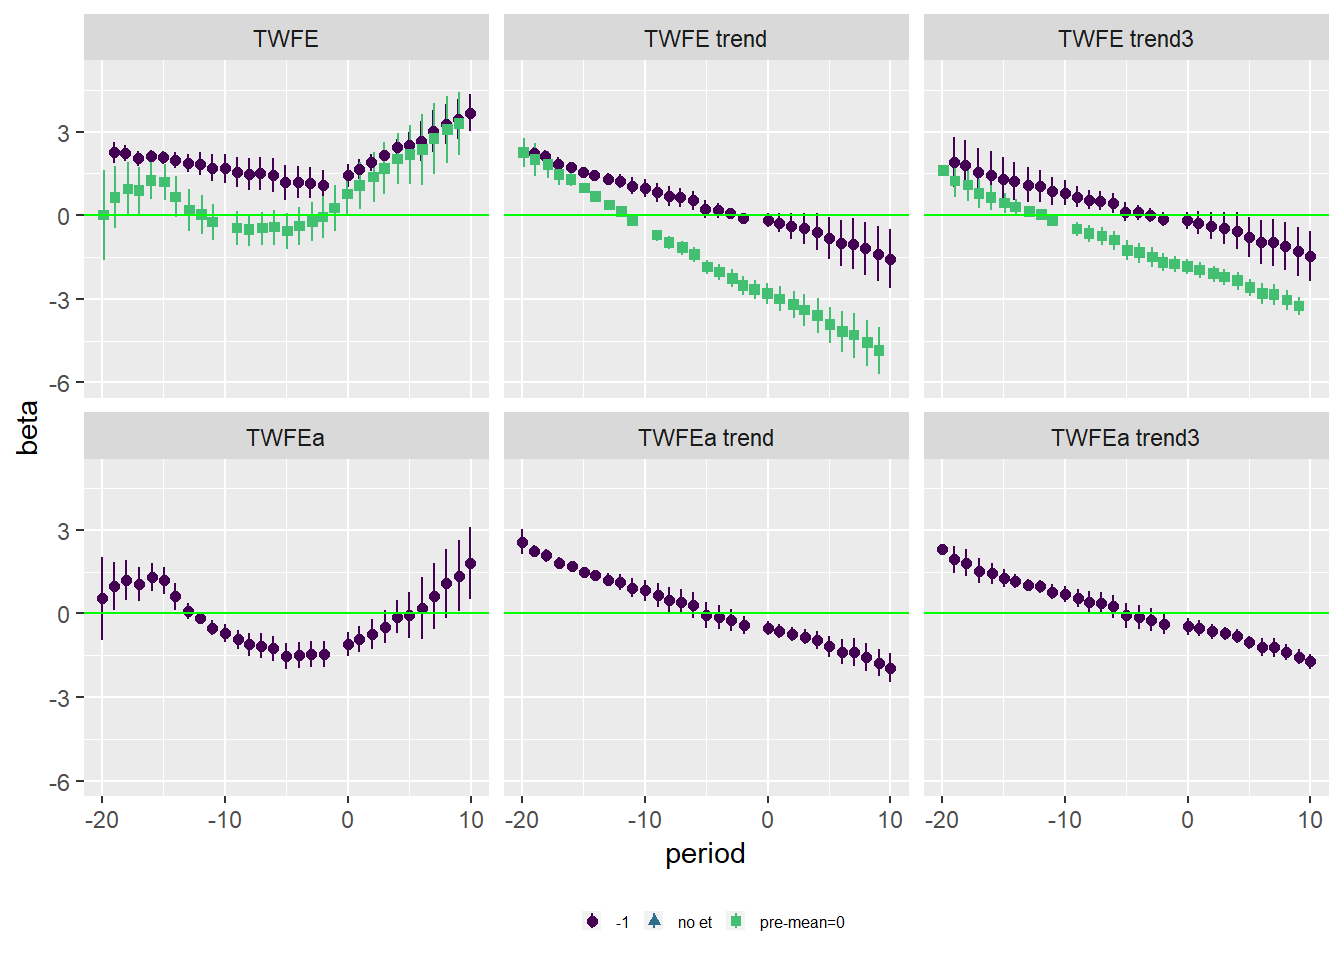 TWFE
TWFE trend
TWFE trend3
3
0
-3
-6
TWFEa
TWFEa trend
TWFEa trend3
3
0
-3
-6
beta
-20 -10 0 10
-20 -10 0 10
-20 -10 0 10
period
-1 no et pre-mean=0